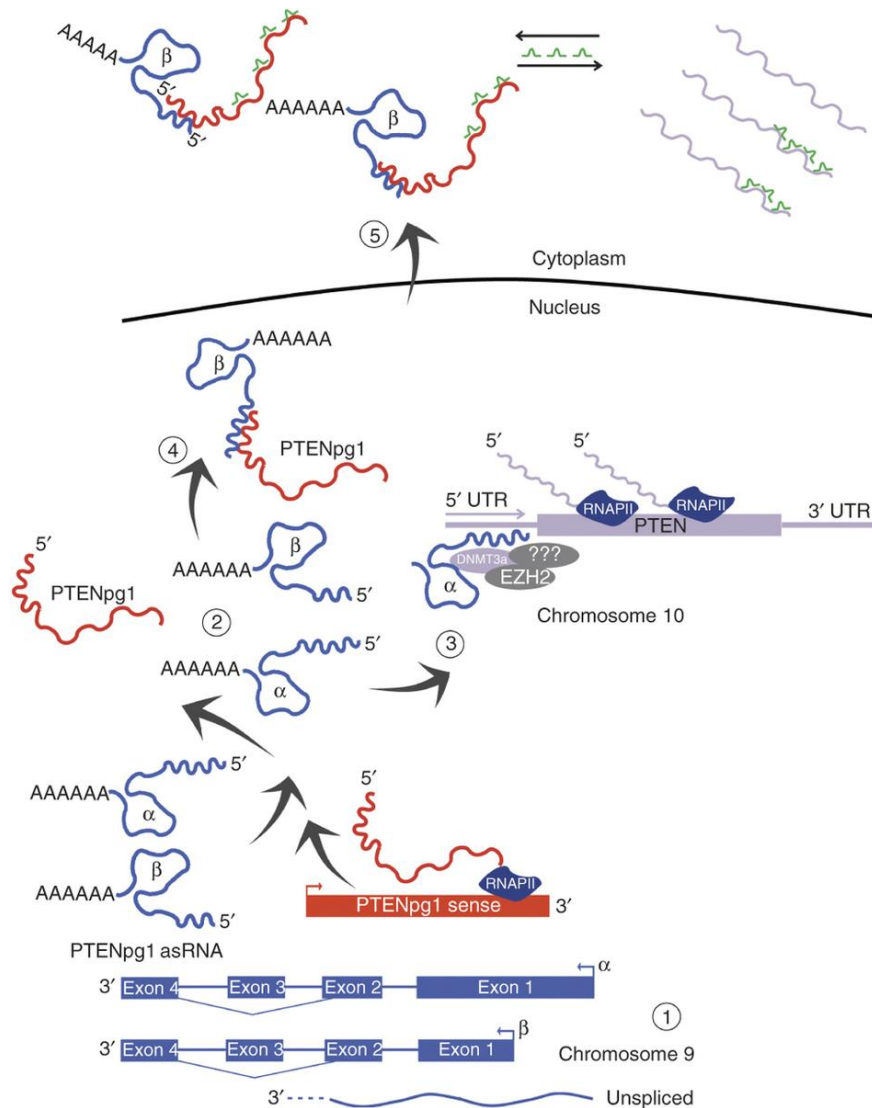 AAAAA
β
5′
5′
AAAAAA
β
5
Cytoplasm
Nucleus
AAAAAA
β
4
PTENpg1
5′
5′
5′ UTR
RNAPII
RNAPII
3′ UTR
PTEN
5′
PTENpg1
β
AAAAAA
5′
DNMT3a
???
EZH2
α
Chromosome 10
2
3
5′
AAAAAA
α
5′
AAAAAA
α
5′
β
AAAAAA
5′
RNAPII
PTENpg1 sense
3′
PTENpg1 asRNA
α
3′ Exon 4 Exon 3 Exon 2 Exon 1
1
β
3′ Exon 4 Exon 3 Exon 2 Exon 1
Chromosome 9
3′ Unspliced